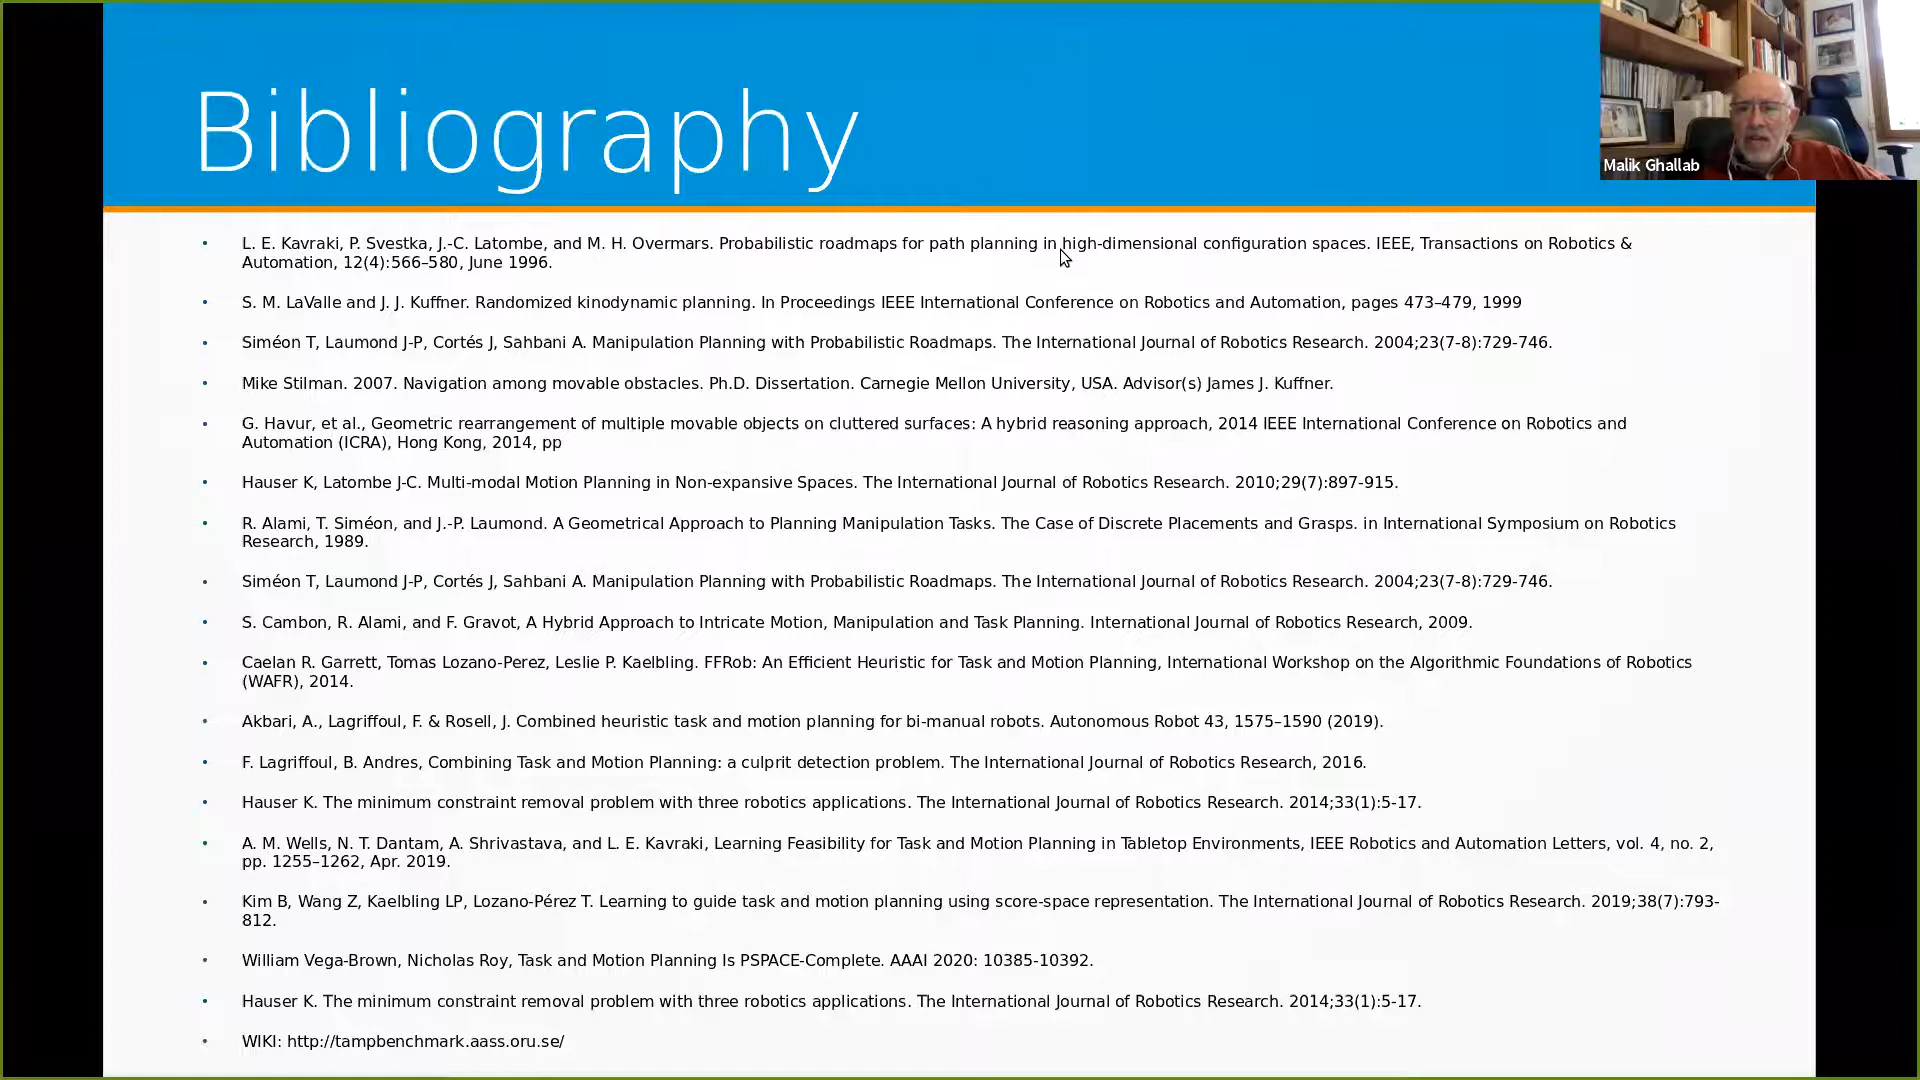 Bibliography
Malik Ghallab
• L. E. Kavraki, P. Svestka, J.-C. Latombe, and M. H. Overmars. Probabilistic roadmaps for path planning in high-dimensional configuration spaces. IEEE, Transactions on Robotics &
Automation, 12(4):566–580, June 1996.
• S. M. LaValle and J. J. Kuffner. Randomized kinodynamic planning. In Proceedings IEEE International Conference on Robotics and Automation, pages 473–479, 1999
• Siméon T, Laumond J-P, Cortés J, Sahbani A. Manipulation Planning with Probabilistic Roadmaps. The International Journal of Robotics Research. 2004;23(7-8):729-746.
• Mike Stilman. 2007. Navigation among movable obstacles. Ph.D. Dissertation. Carnegie Mellon University, USA. Advisor(s) James J. Kuffner.
• G. Havur, et al., Geometric rearrangement of multiple movable objects on cluttered surfaces: A hybrid reasoning approach, 2014 IEEE International Conference on Robotics and
Automation (ICRA), Hong Kong, 2014, pp
• Hauser K, Latombe J-C. Multi-modal Motion Planning in Non-expansive Spaces. The International Journal of Robotics Research. 2010;29(7):897-915.
• R. Alami, T. Siméon, and J.-P. Laumond. A Geometrical Approach to Planning Manipulation Tasks. The Case of Discrete Placements and Grasps. in International Symposium on Robotics
Research, 1989.
• Siméon T, Laumond J-P, Cortés J, Sahbani A. Manipulation Planning with Probabilistic Roadmaps. The International Journal of Robotics Research. 2004;23(7-8):729-746.
• S. Cambon, R. Alami, and F. Gravot, A Hybrid Approach to Intricate Motion, Manipulation and Task Planning. International Journal of Robotics Research, 2009.
• Caelan R. Garrett, Tomas Lozano-Perez, Leslie P. Kaelbling. FFRob: An Efficient Heuristic for Task and Motion Planning, International Workshop on the Algorithmic Foundations of Robotics
(WAFR), 2014.
• Akbari, A., Lagriffoul, F. & Rosell, J. Combined heuristic task and motion planning for bi-manual robots. Autonomous Robot 43, 1575–1590 (2019).
• F. Lagriffoul, B. Andres, Combining Task and Motion Planning: a culprit detection problem. The International Journal of Robotics Research, 2016.
• Hauser K. The minimum constraint removal problem with three robotics applications. The International Journal of Robotics Research. 2014;33(1):5-17.
• A. M. Wells, N. T. Dantam, A. Shrivastava, and L. E. Kavraki, Learning Feasibility for Task and Motion Planning in Tabletop Environments, IEEE Robotics and Automation Letters, vol. 4, no. 2,
pp. 1255–1262, Apr. 2019.
• Kim B, Wang Z, Kaelbling LP, Lozano-Pérez T. Learning to guide task and motion planning using score-space representation. The International Journal of Robotics Research. 2019;38(7):793-
812.
• William Vega-Brown, Nicholas Roy, Task and Motion Planning Is PSPACE-Complete. AAAI 2020: 10385-10392.
• Hauser K. The minimum constraint removal problem with three robotics applications. The International Journal of Robotics Research. 2014;33(1):5-17.
• WIKI: http://tampbenchmark.aass.oru.se/